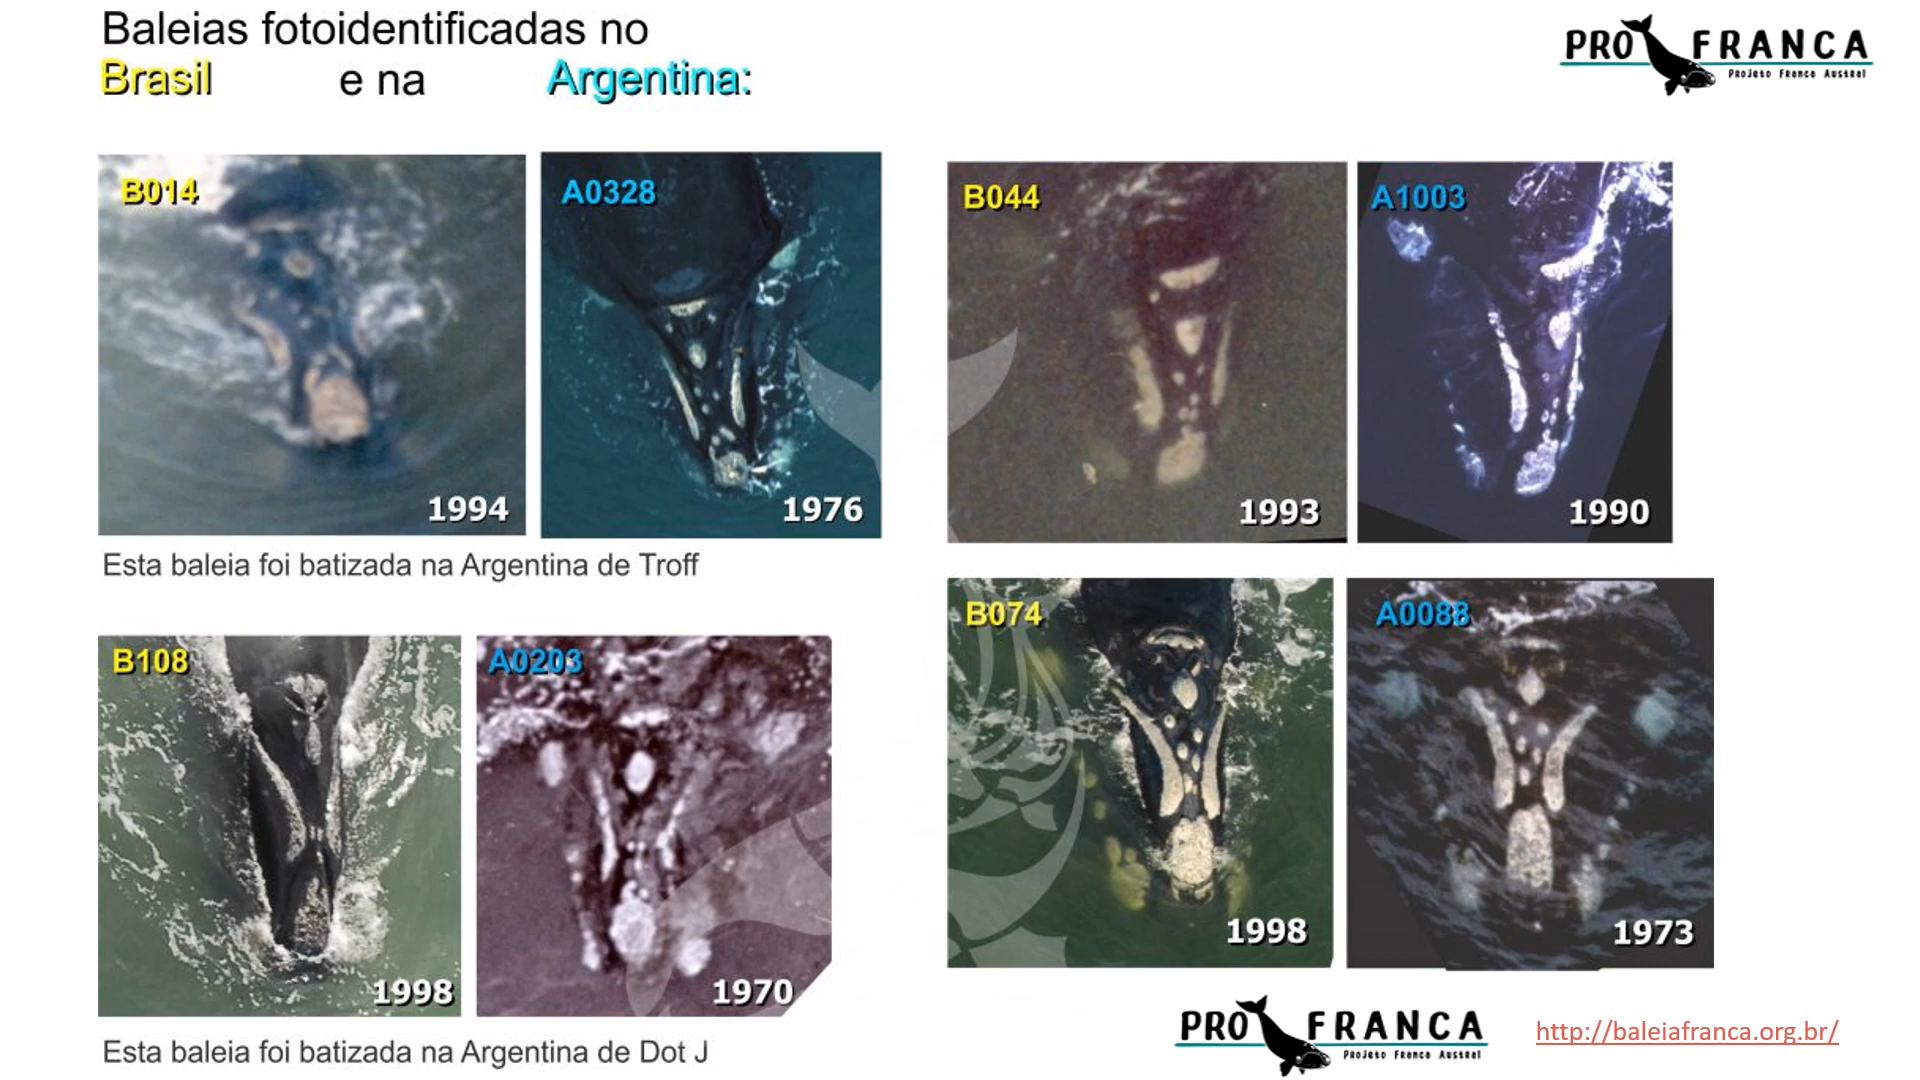 Baleias fotoidentificadas no
Brasil e na Argentina:
PRO FRANCA
Projeto Franca Austral
B014
1994
A0328
1976
Esta baleia foi batizada na Argentina de Troff
B044
1993
A1003
1990
B108
1998
A0203
1970
Esta baleia foi batizada na Argentina de Dot J
B074
1998
A0088
1973
PRO FRANCA
Projeto Franca Austral
http://baleiafranca.org.br/